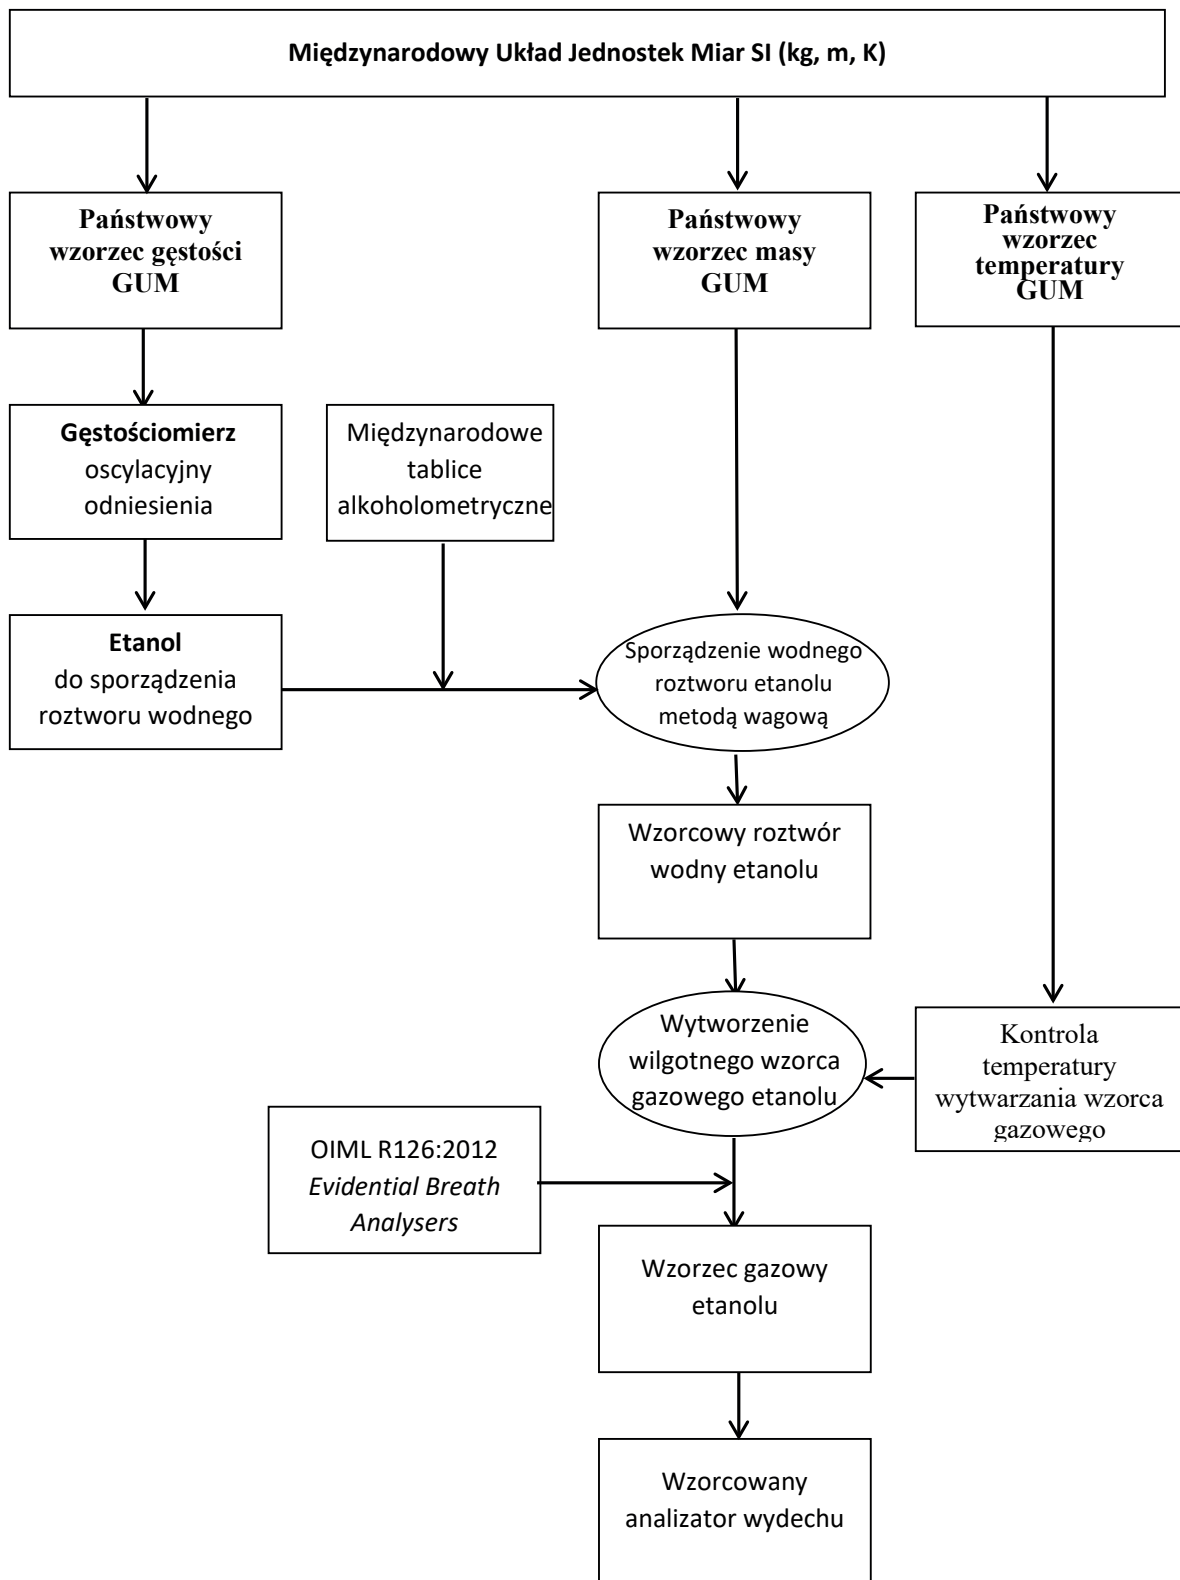 Międzynarodowy Układ Jednostek Miar SI (kg, m, K)
Państwowy
wzorzec gęstości
GUM
Państwowy
wzorzec masy
GUM
Państwowy
wzorzec
temperatury
GUM
Gęstościomierz
oscylacyjny
odniesienia
Międzynarodowe
tablice
alkoholometryczne
Etanol
do sporządzenia
roztworu wodnego
Sporządzenie wodnego
roztworu etanolu
metodą wagową
Wzorcowy roztwór
wodny etanolu
Wytworzenie
wilgotnego wzorca
gazowego etanolu
Kontrola
temperatury
wytwarzania wzorca
gazowego
OIML R126:2012
Evidential Breath
Analysers
Wzorzec gazowy
etanolu
Wzorcowany
analizator wydechu